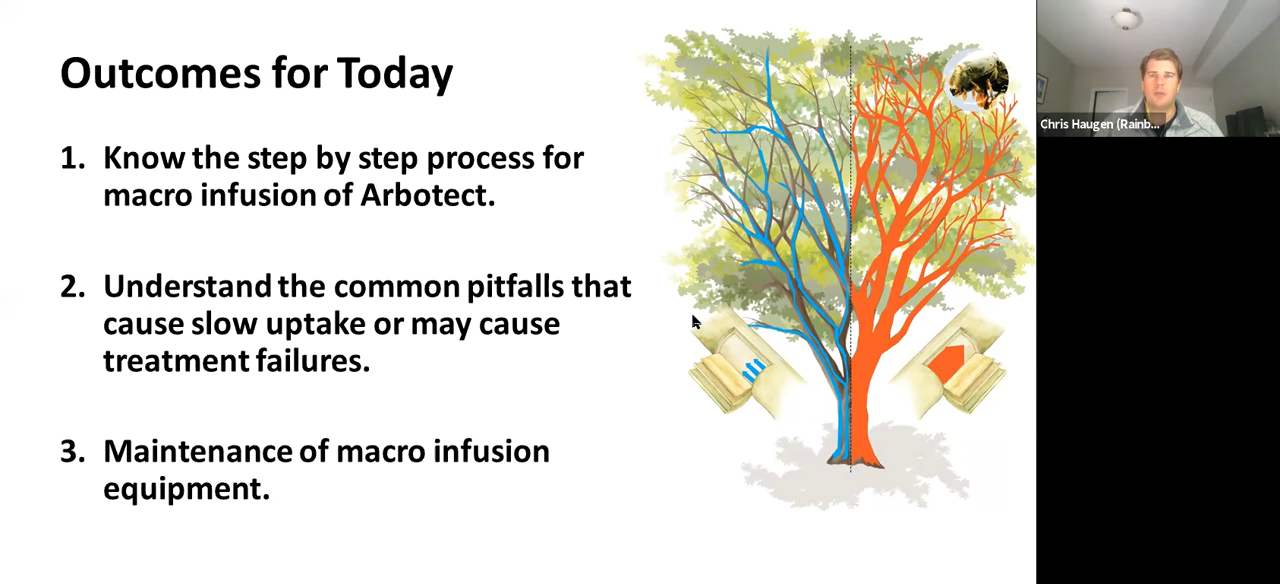 Outcomes for Today
1. Know the step by step process for
macro infusion of Arbotect.
2. Understand the common pitfalls that
cause slow uptake or may cause
treatment failures.
3. Maintenance of macro infusion
equipment.
Chris Haugen (Rainb...